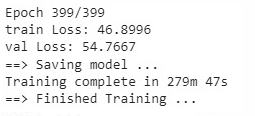 Epoch 399/399
train Loss: 46.8996
val Loss: 54.7667
==> Saving model ...
Training complete in 279m 47s
==> Finished Training ...